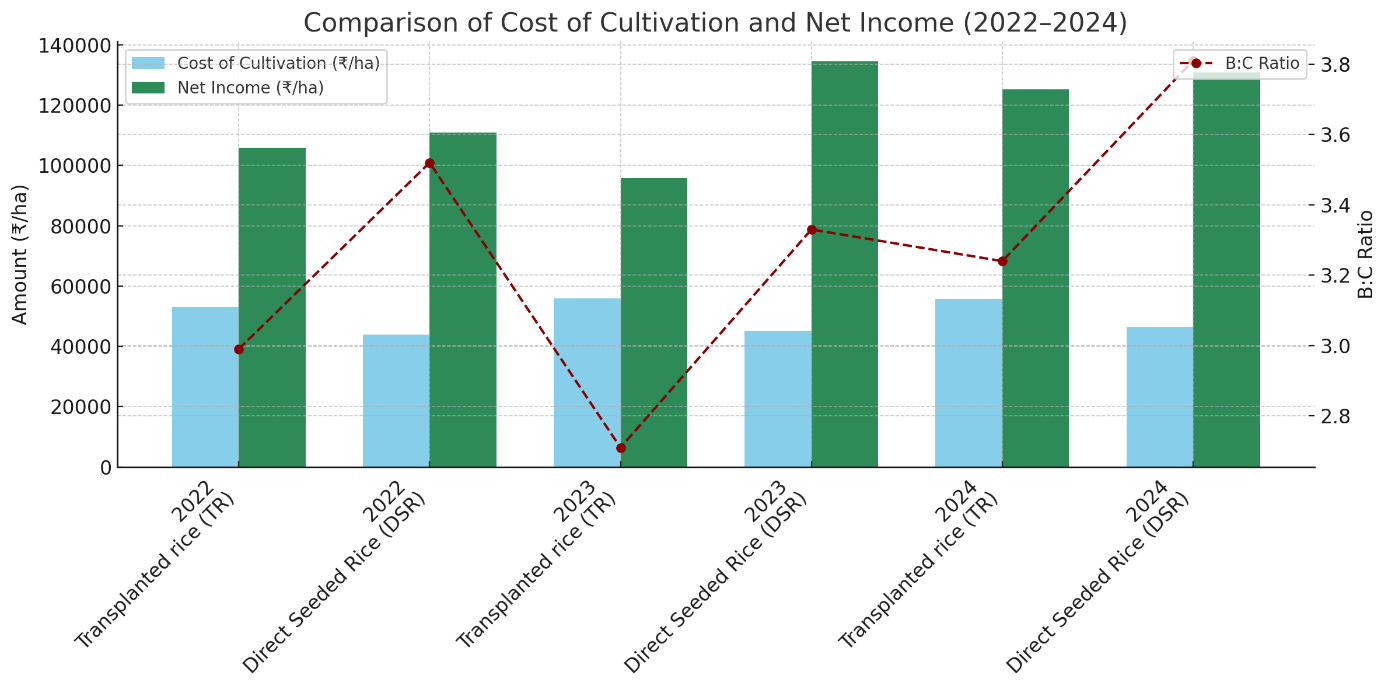 Comparison of Cost of Cultivation and Net Income (2022–2024)
Cost of Cultivation (₹/ha)
Net Income (₹/ha)
B:C Ratio
Amount (₹/ha)
140000
120000
100000
80000
60000
40000
20000
0
3.8
3.6
3.4
3.2
3.0
2.8
B:C Ratio
2022
Transplanted rice (TR)
2022
Direct Seeded Rice (DSR)
2023
Transplanted rice (TR)
2023
Direct Seeded Rice (DSR)
2024
Transplanted rice (TR)
2024
Direct Seeded Rice (DSR)